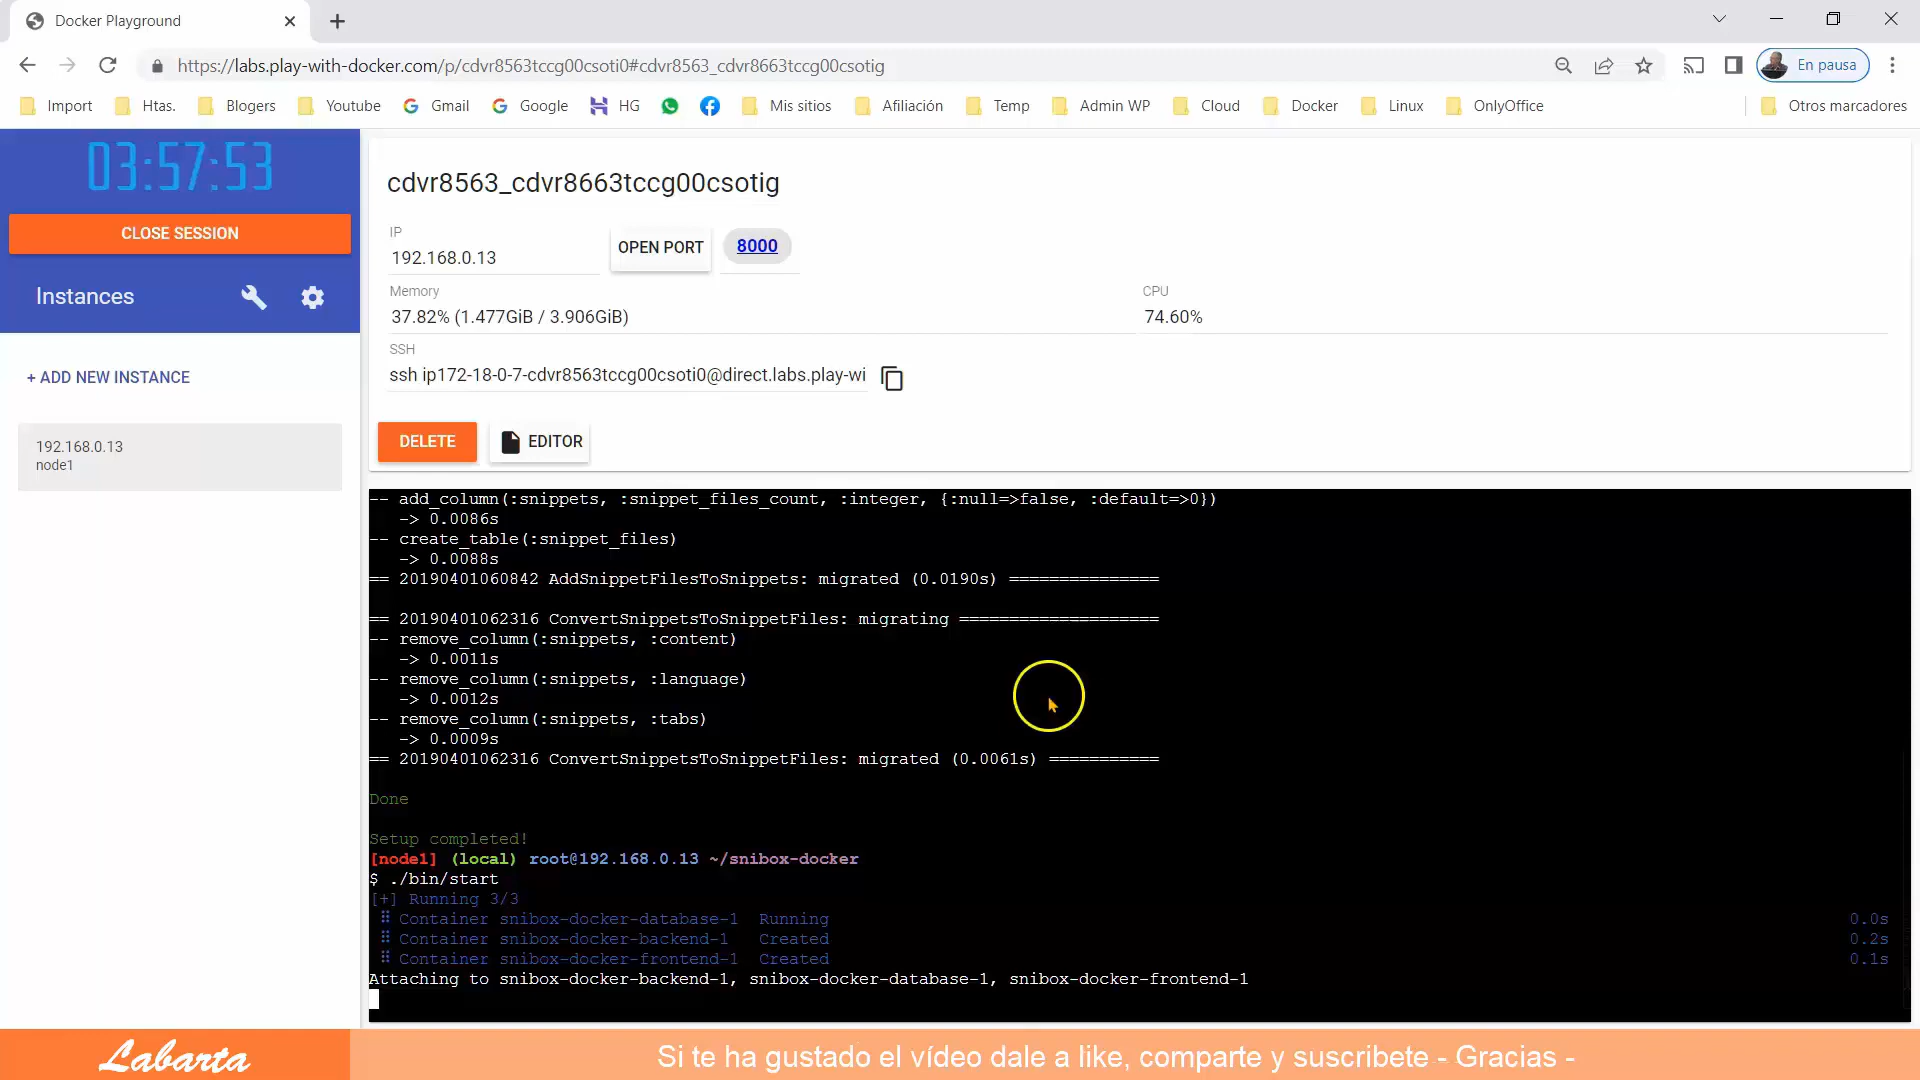 Docker Playground
https://labs.play-with-docker.com/p/cdvr8563tccg00csoti0#cdvr8563_cdvr8663tccg00csotig
En pausa
Import
Htas.
Blogers
Youtube
Gmail
Google
HG
Mis sitios
Afiliación
Temp
Admin WP
Cloud
Docker
Linux
OnlyOffice
Otros marcadores
03:57:53
CLOSE SESSION
Instances
+ ADD NEW INSTANCE
192.168.0.13
node1
cdvr8563_cdvr8663tccg00csotig
IP
192.168.0.13
OPEN PORT
8000
Memory
37.82% (1.477GiB / 3.906GiB)
CPU
74.60%
SSH
ssh ip172-18-0-7-cdvr8563tccg00csoti0@direct.labs.play-wi
DELETE
EDITOR
-- add_column(:snippets, :snippet_files_count, :integer, {:null=>false, :default=>0})
-> 0.0086s
-- create_table(:snippet_files)
-> 0.0088s
== 20190401060842 AddSnippetFilesToSnippets: migrated (0.0190s) ===============
== 20190401062316 ConvertSnippetsToSnippetFiles: migrating ====================
-- remove_column(:snippets, :content)
-> 0.0011s
-- remove_column(:snippets, :language)
-> 0.0012s
-- remove_column(:snippets, :tabs)
-> 0.0009s
== 20190401062316 ConvertSnippetsToSnippetFiles: migrated (0.0061s) ===========
Done
Setup completed!
[node1] (local) root@192.168.0.13 ~/snibox-docker
$ ./bin/start
[+] Running 3/3
⠿ Container snibox-docker-database-1 Running 0.0s
⠿ Container snibox-docker-backend-1 Created 0.2s
⠿ Container snibox-docker-frontend-1 Created 0.1s
Attaching to snibox-docker-backend-1, snibox-docker-database-1, snibox-docker-frontend-1
Labarta
Si te ha gustado el vídeo dale a like, comparte y suscribete - Gracias -